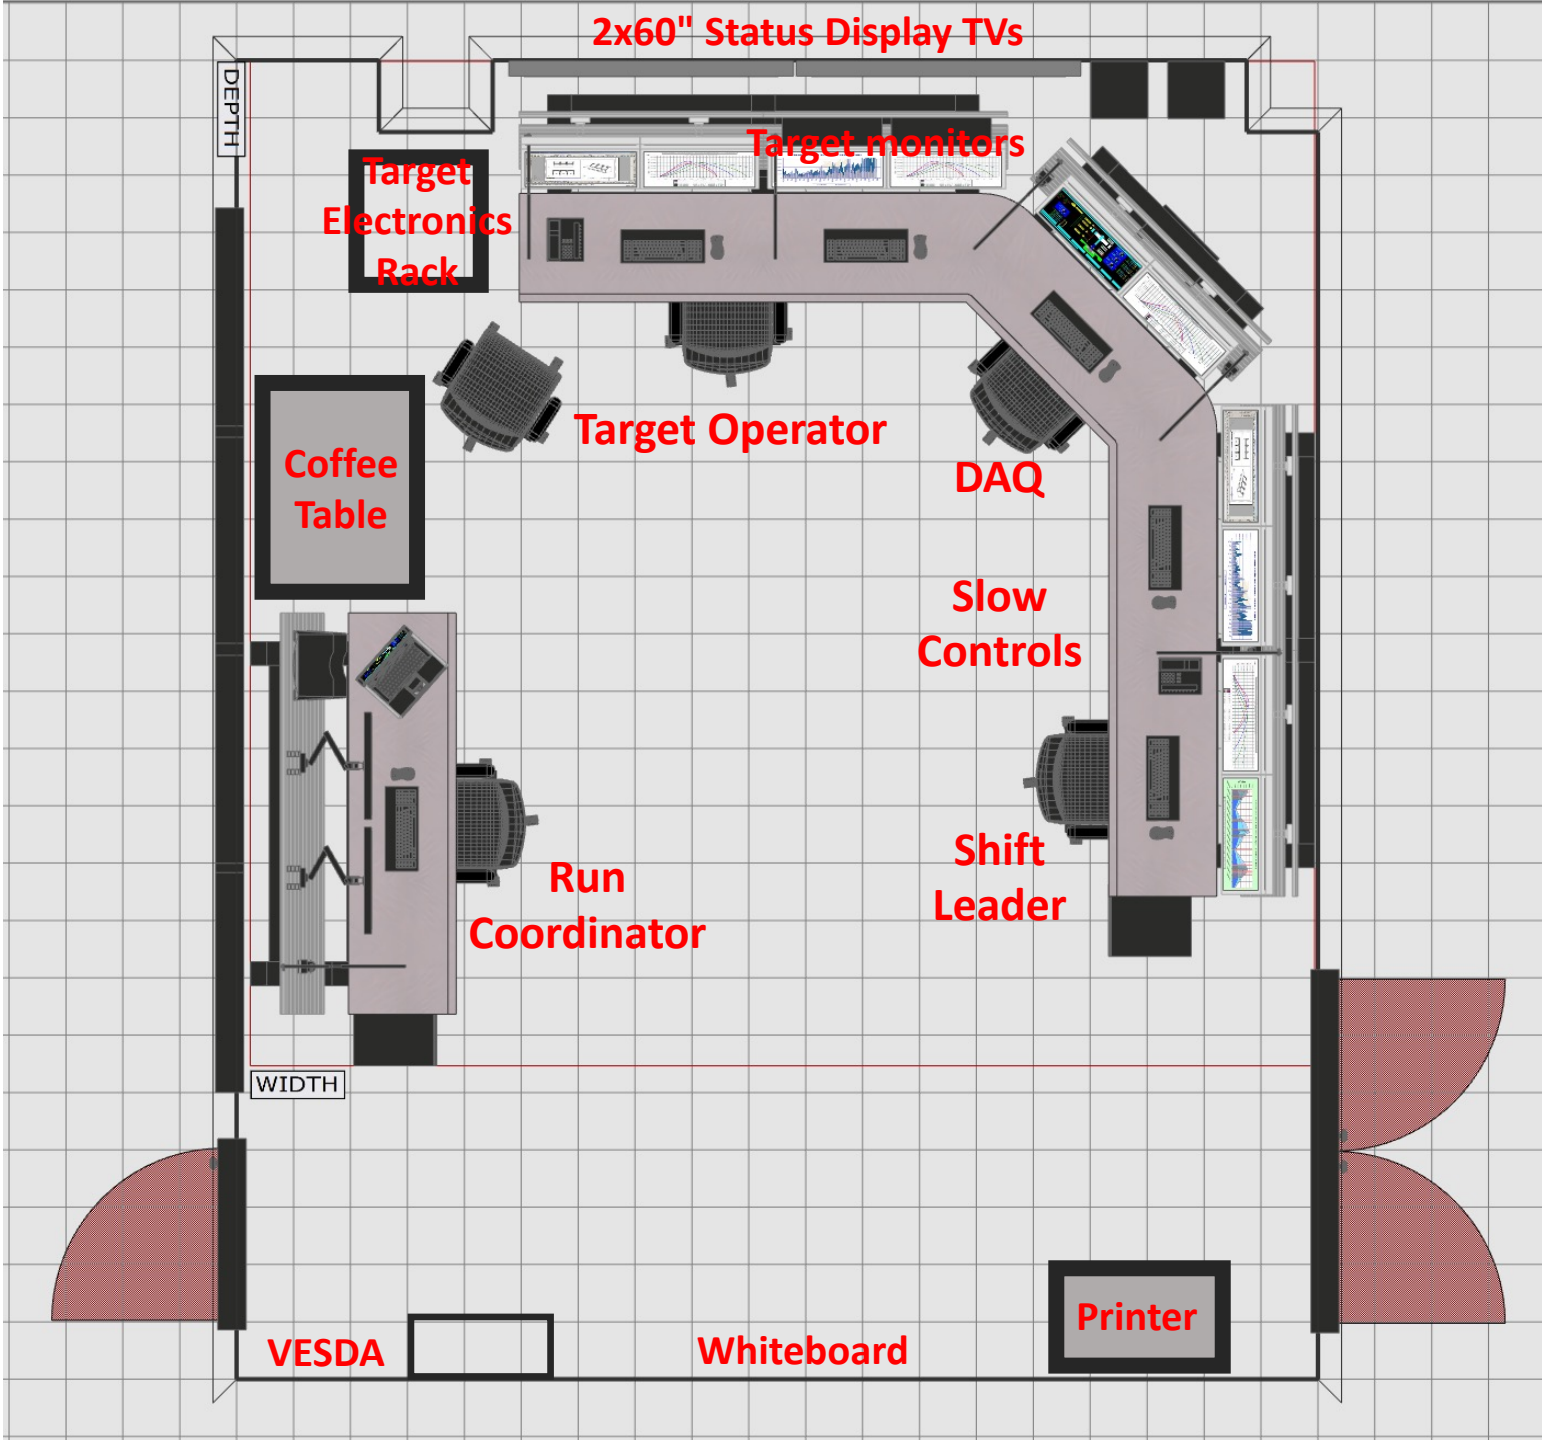 2x60" Status Display TVs
DEPTH
Target monitors
Target
Electronics
Rack
Target Operator
Coffee
Table
DAQ
Slow
Controls
Shift
Leader
Run
Coordinator
WIDTH
Printer
VESDA
Whiteboard